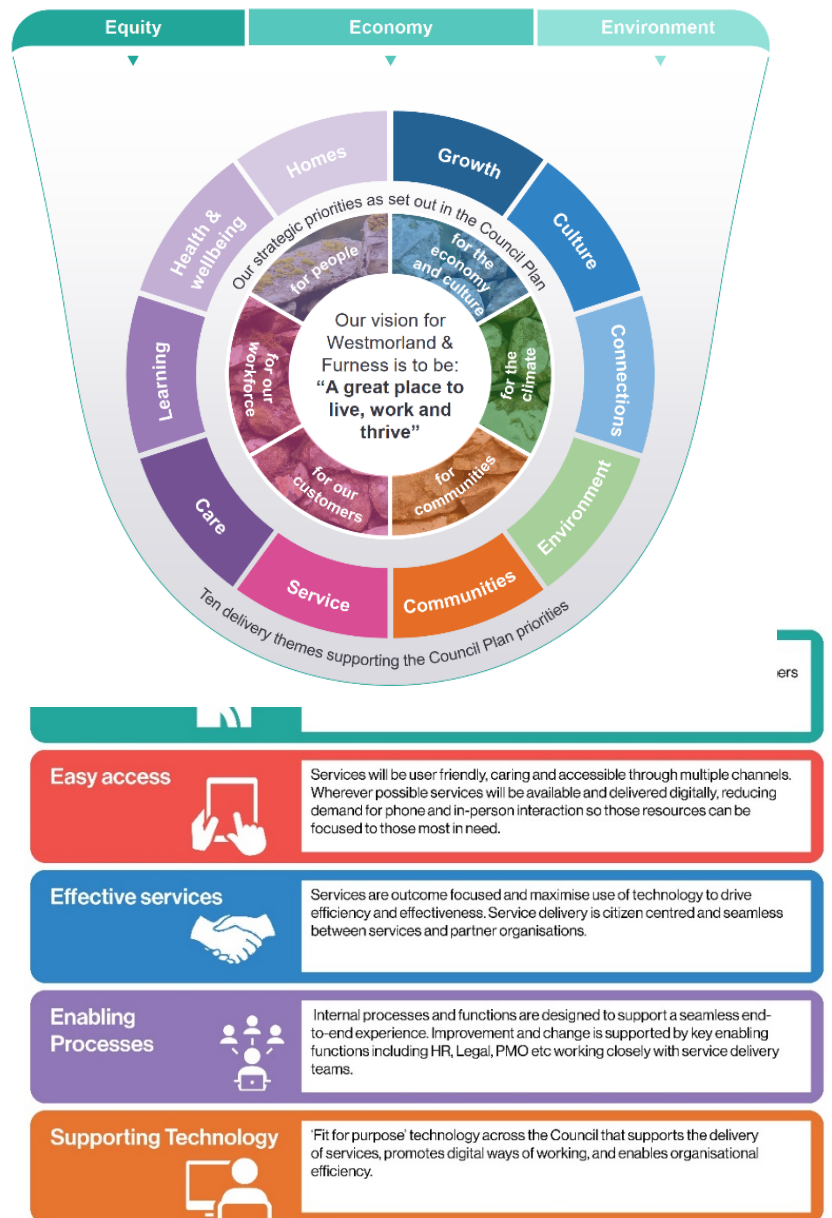 Equity
Economy
Environment
Homes
Growth
Health &
wellbeing
Culture
Our strategic priorities as set out in the Council Plan
for people
for the
economy
and culture
Learning
for our
workforce
Our vision for
Westmorland &
Furness is to be:
“A great place to
live, work and
thrive”
for the
climate
Connections
Care
for our
customers
for
communities
Environment
Service
Communities
Ten delivery themes supporting the Council Plan priorities
Easy access
Services will be user friendly, caring and accessible through multiple channels.
Wherever possible services will be available and delivered digitally, reducing
demand for phone and in-person interaction so those resources can be
focused to those most in need.
Effective services
Services are outcome focused and maximise use of technology to drive
efficiency and effectiveness. Service delivery is citizen centred and seamless
between services and partner organisations.
Enabling
Processes
Internal processes and functions are designed to support a seamless end-
to-end experience. Improvement and change is supported by key enabling
functions including HR, Legal, PMO etc working closely with service delivery
teams.
Supporting Technology
‘Fit for purpose’ technology across the Council that supports the delivery
of services, promotes digital ways of working, and enables organisational
efficiency.